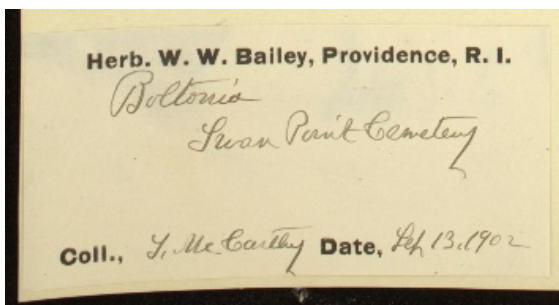 Herb. W. W. Bailey, Providence, R. I.
Boltonia
Swan Point Cemetery
Coll., T. McCarthy Date, Sep 13, 1902